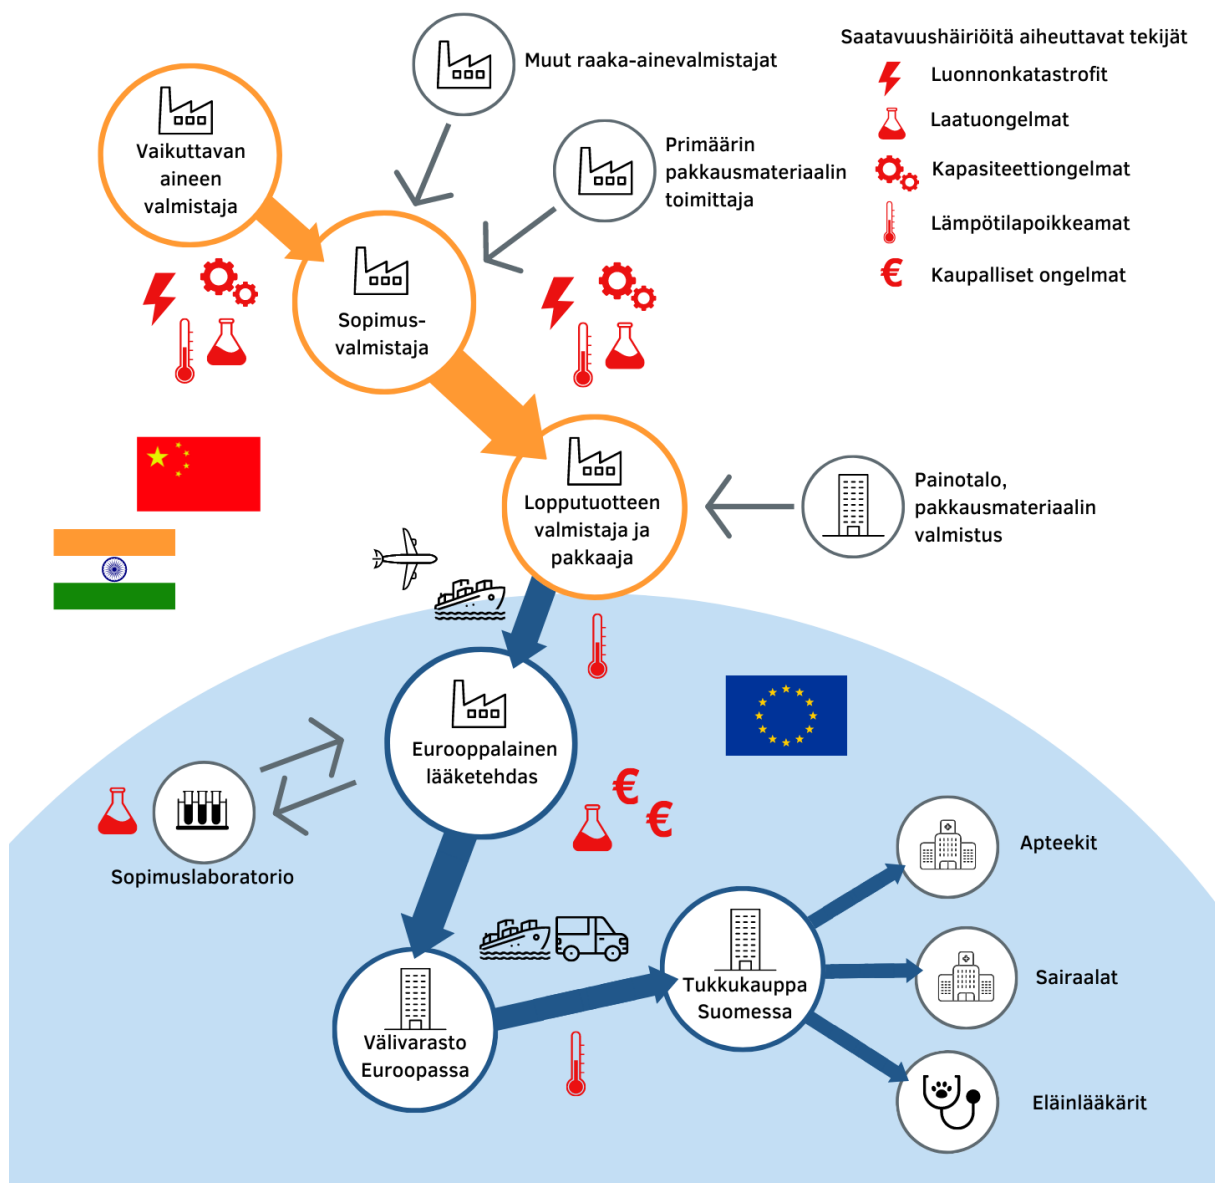 Saatavuushäiriöitä aiheuttavat tekijät
Luonnonkatastrofit
Laatuongelmat
Kapasiteettiongelmat
Lämpötilapoikkeamat
€ Kaupalliset ongelmat
Muut raaka-ainevalmistajat
Vaikuttavan
aineen
valmistaja
Primäärin
pakkausmateriaalin
toimittaja
Sopimus-
valmistaja
Lopputuotteen
valmistaja ja
pakkaaja
Painotalo,
pakkausmateriaalin
valmistus
Eurooppalainen
lääketehdas
€
€
Sopimuslaboratorio
Apteekit
Tukkukauppa
Suomessa
Sairaalat
Välivarasto
Euroopassa
Eläinlääkärit